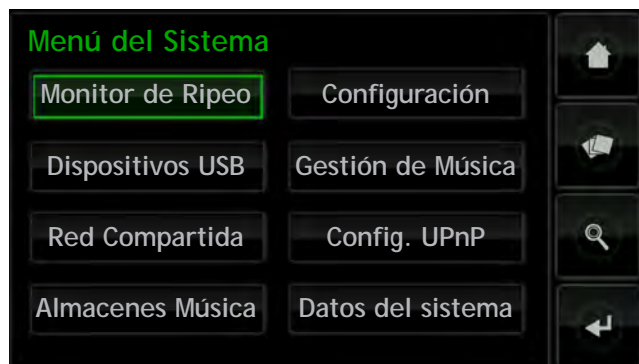 Menú del Sistema
Monitor de Ripeo
Configuración
Dispositivos USB
Gestión de Música
Red Compartida
Config. UPnP
Almacenes Música
Datos del sistema